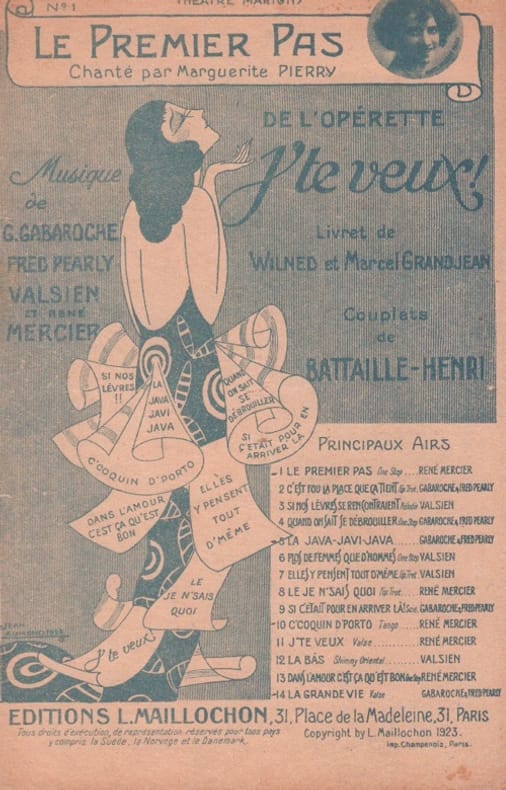 THÉATRE MARIGNY
No 1
LE PREMIER PAS
Chanté par Marguerite PIERRY
D
DE L'OPÉRETTE
J'te veux!
Musique
de
G. GABAROCHE
FRED PEARLY
VALSIEN
ET RENÉ
MERCIER
Livret de
WILNED et Marcel GRANDJEAN
Couplets
de
BATTAILLE-HENRI
SI NOS
LÈVRES
!!
LA
JAVA
JAVI
JAVA
QUAND
ON SAIT
SE
DÉBROUILLER
SI
C'ÉTAIT POUR EN
ARRIVER LÀ
C'COQUIN D'PORTO
DANS L'AMOUR
C'EST ÇA QU'EST
BON
ELLES
Y PENSENT
TOUT
D'MÊME
LE
JE N'SAIS
QUOI
J'te veux!
PRINCIPAUX AIRS
1 LE PREMIER PAS One Step .... RENÉ MERCIER
2 C'EST FOU LA PLACE QUE ÇA TIENT Fox Trot. GABAROCHE & FRED PEARLY
3 SI NOS LÈVRES SE RENCONTRAIENT VALSIEN
4 QUAND ON SAIT SE DÉBROUILLER One Step GABAROCHE & FRED PEARLY
5 LA JAVA-JAVI-JAVA ........ GABAROCHE & FRED PEARLY
6 PLUS DE FEMMES QUE D'HOMMES One Step VALSIEN
7 ELLES Y PENSENT TOUT D'MÊME Fox Trot. VALSIEN
8 LE JE N'SAIS QUOI Fox Trot.... RENÉ MERCIER
9 SI C'ÉTAIT POUR EN ARRIVER LÀ! GABAROCHE & FRED PEARLY
10 C'COQUIN D'PORTO Tango .... RENÉ MERCIER
11 J'TE VEUX Valse .......... RENÉ MERCIER
12 LA BÁS Shimmy Oriental ........ VALSIEN
13 DANS L'AMOUR C'EST ÇA QU'EST BON One Step RENÉ MERCIER
14 LA GRANDE VIE Valse GABAROCHE & FRED PEARLY
EDITIONS L. MAILLOCHON, 31, Place de la Madeleine, 31, PARIS
Tous droits d'exécution, de représentation réservés pour tous pays
y compris la Suède, la Norvège et le Danemark.
Copyright by L. Maillochon 1923.
Imp. Champenois, Paris.